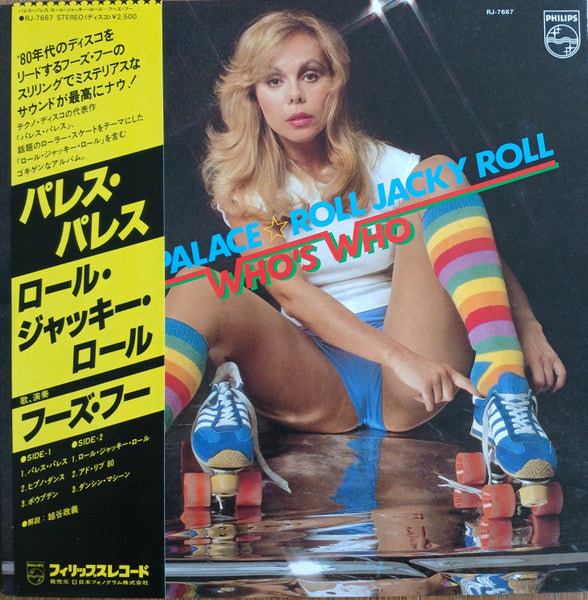 パレス・パレス ロール・ジャッキー・ロール フーズ・フー
●RJ-7667 STEREO〈ディスコ〉¥2,500
'80年代のディスコを
リードするフーズ・フーの
スリリングでミステリアスな
サウンドが最高にナウ!
テクノ・ディスコの代表作
「パレス・パレス」、
話題のローラー・スケートをテーマにした
「ロール・ジャッキー・ロール」を含む
ゴキゲンなアルバム。
パレス・
パレス
ロール・
ジャッキー・
ロール
歌、演奏
フーズ・フー
●SIDE-1
1. パレス・パレス
2. ヒプノ・ダンス
3. ボウプデン
●SIDE-2
1. ロール・ジャッキー・ロール
2. アド・リブ 80
3. ダンシン・マシーン
●解説：越谷政義
PHILIPS
フィリップスレコード
発売元 日本フォノグラム株式会社
RJ-7667
PHILIPS
PALACE☆ROLL JACKY ROLL
WHO'S WHO